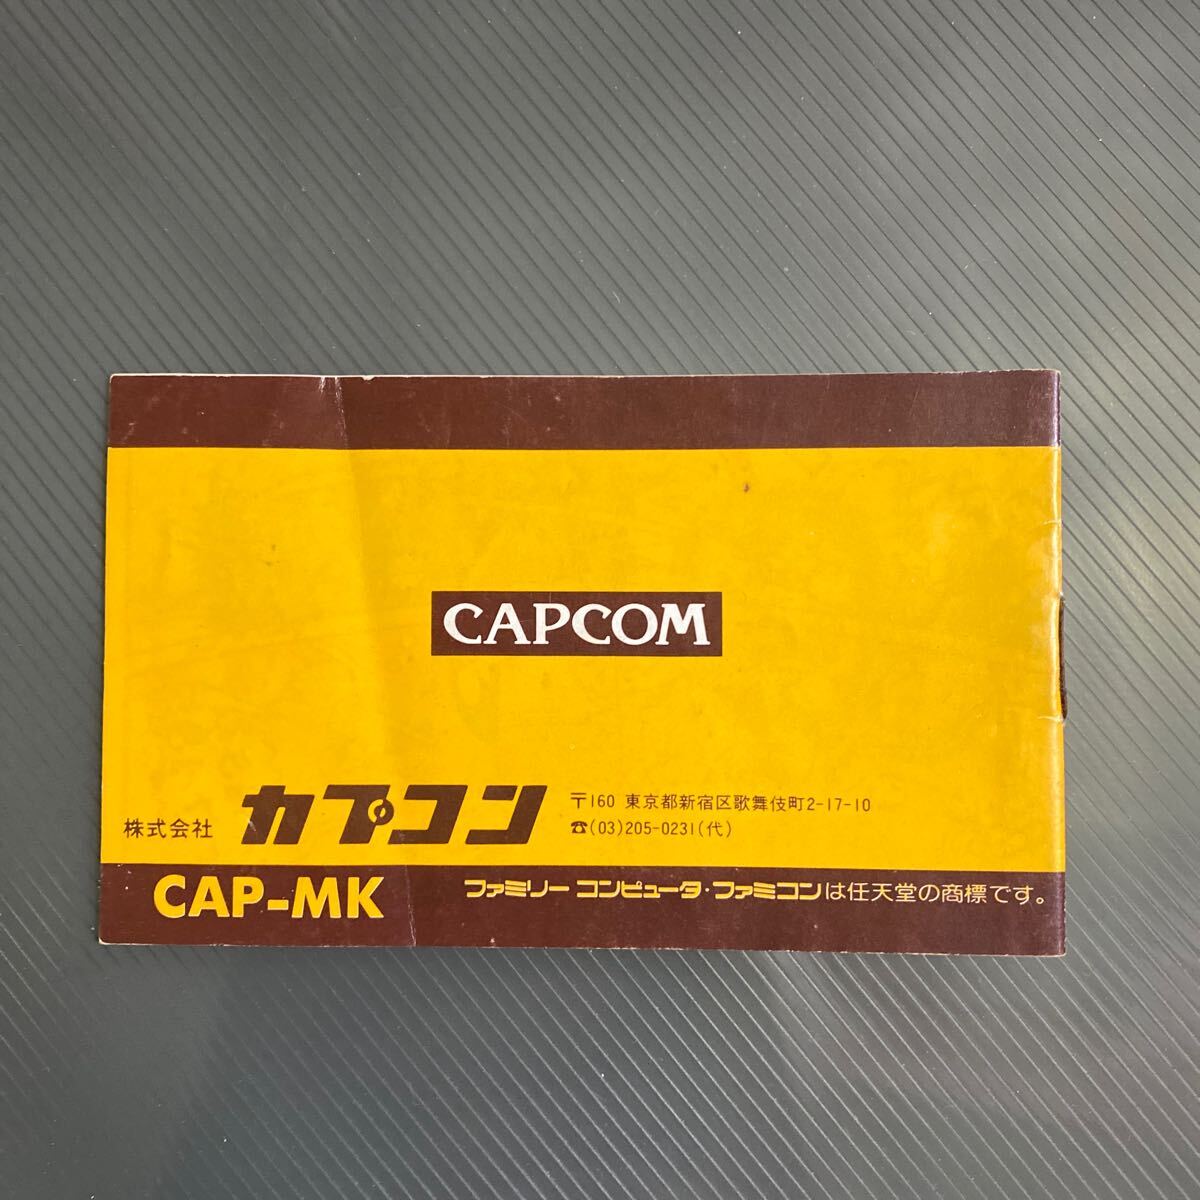 CAPCOM
株式会社 カプコン
〒160 東京都新宿区歌舞伎町2-17-10
☎(03)205-0231(代)
CAP-MK
ファミリー コンピュータ・ファミコンは任天堂の商標です。